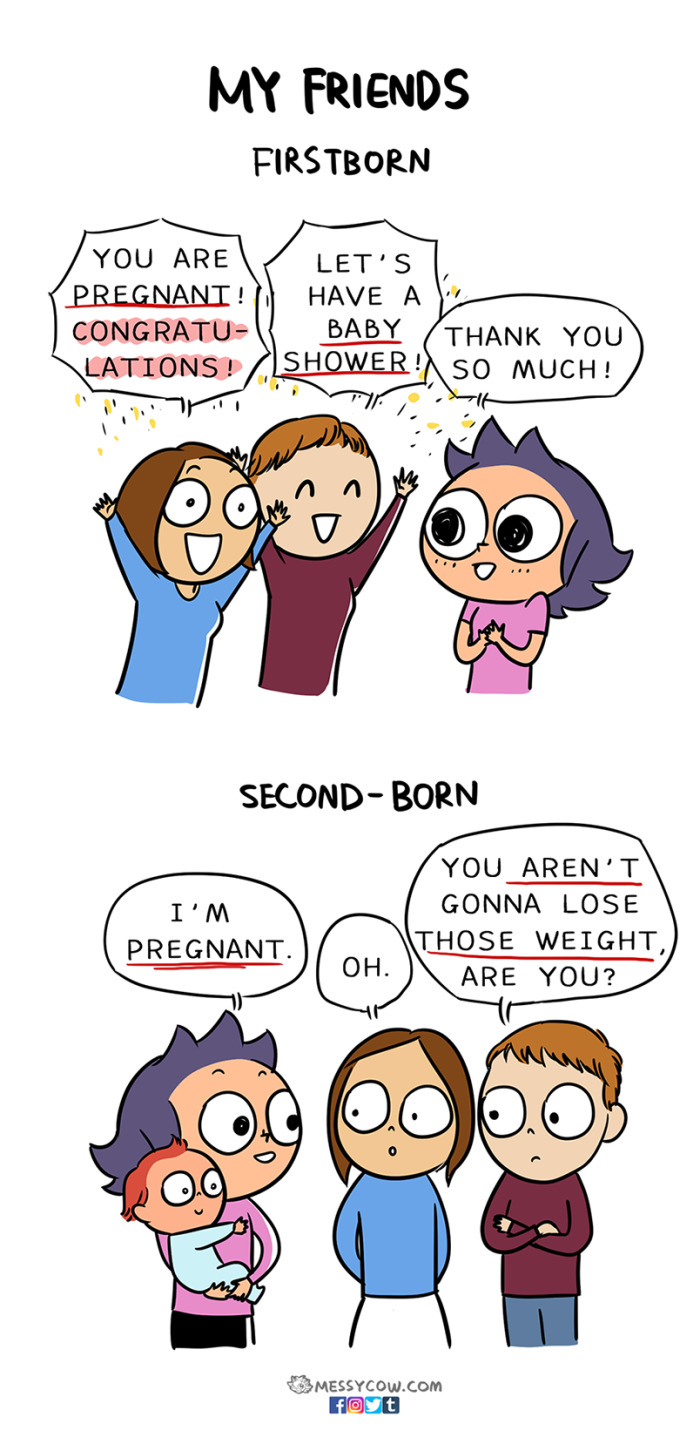 MY FRIENDS
FIRSTBORN
YOU ARE
PREGNANT!
CONGRATU-
LATIONS!
LET'S
HAVE A
BABY
SHOWER!
THANK YOU
SO MUCH!
SECOND-BORN
I'M
PREGNANT.
OH.
YOU AREN'T
GONNA LOSE
THOSE WEIGHT,
ARE YOU?
MESSYCOW.COM